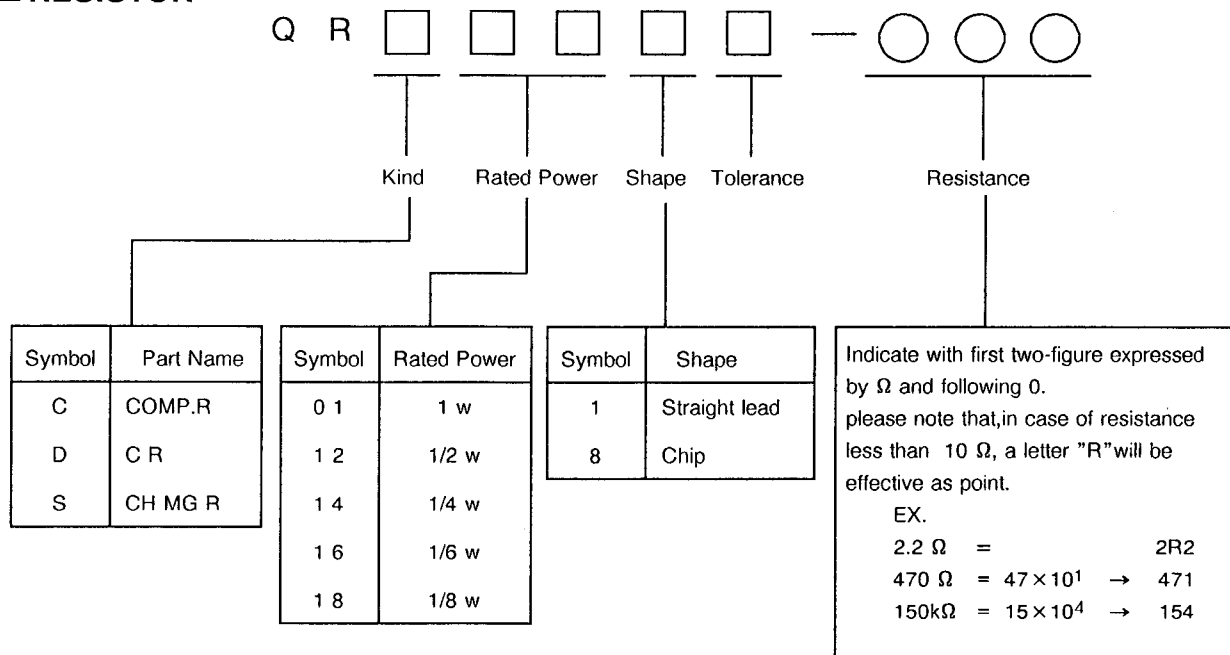 Q R —
Kind Rated Power Shape Tolerance Resistance
Symbol Part Name
C COMP.R
D C R
S CH MG R
Symbol Rated Power
0 1 1 w
1 2 1/2 w
1 4 1/4 w
1 6 1/6 w
1 8 1/8 w
Symbol Shape
1 Straight lead
8 Chip
Indicate with first two-figure expressed
by Ω and following 0.
please note that,in case of resistance
less than 10 Ω, a letter "R"will be
effective as point.
EX.
2.2 Ω = 2R2
470 Ω = 47×10¹ → 471
150kΩ = 15×10⁴ → 154